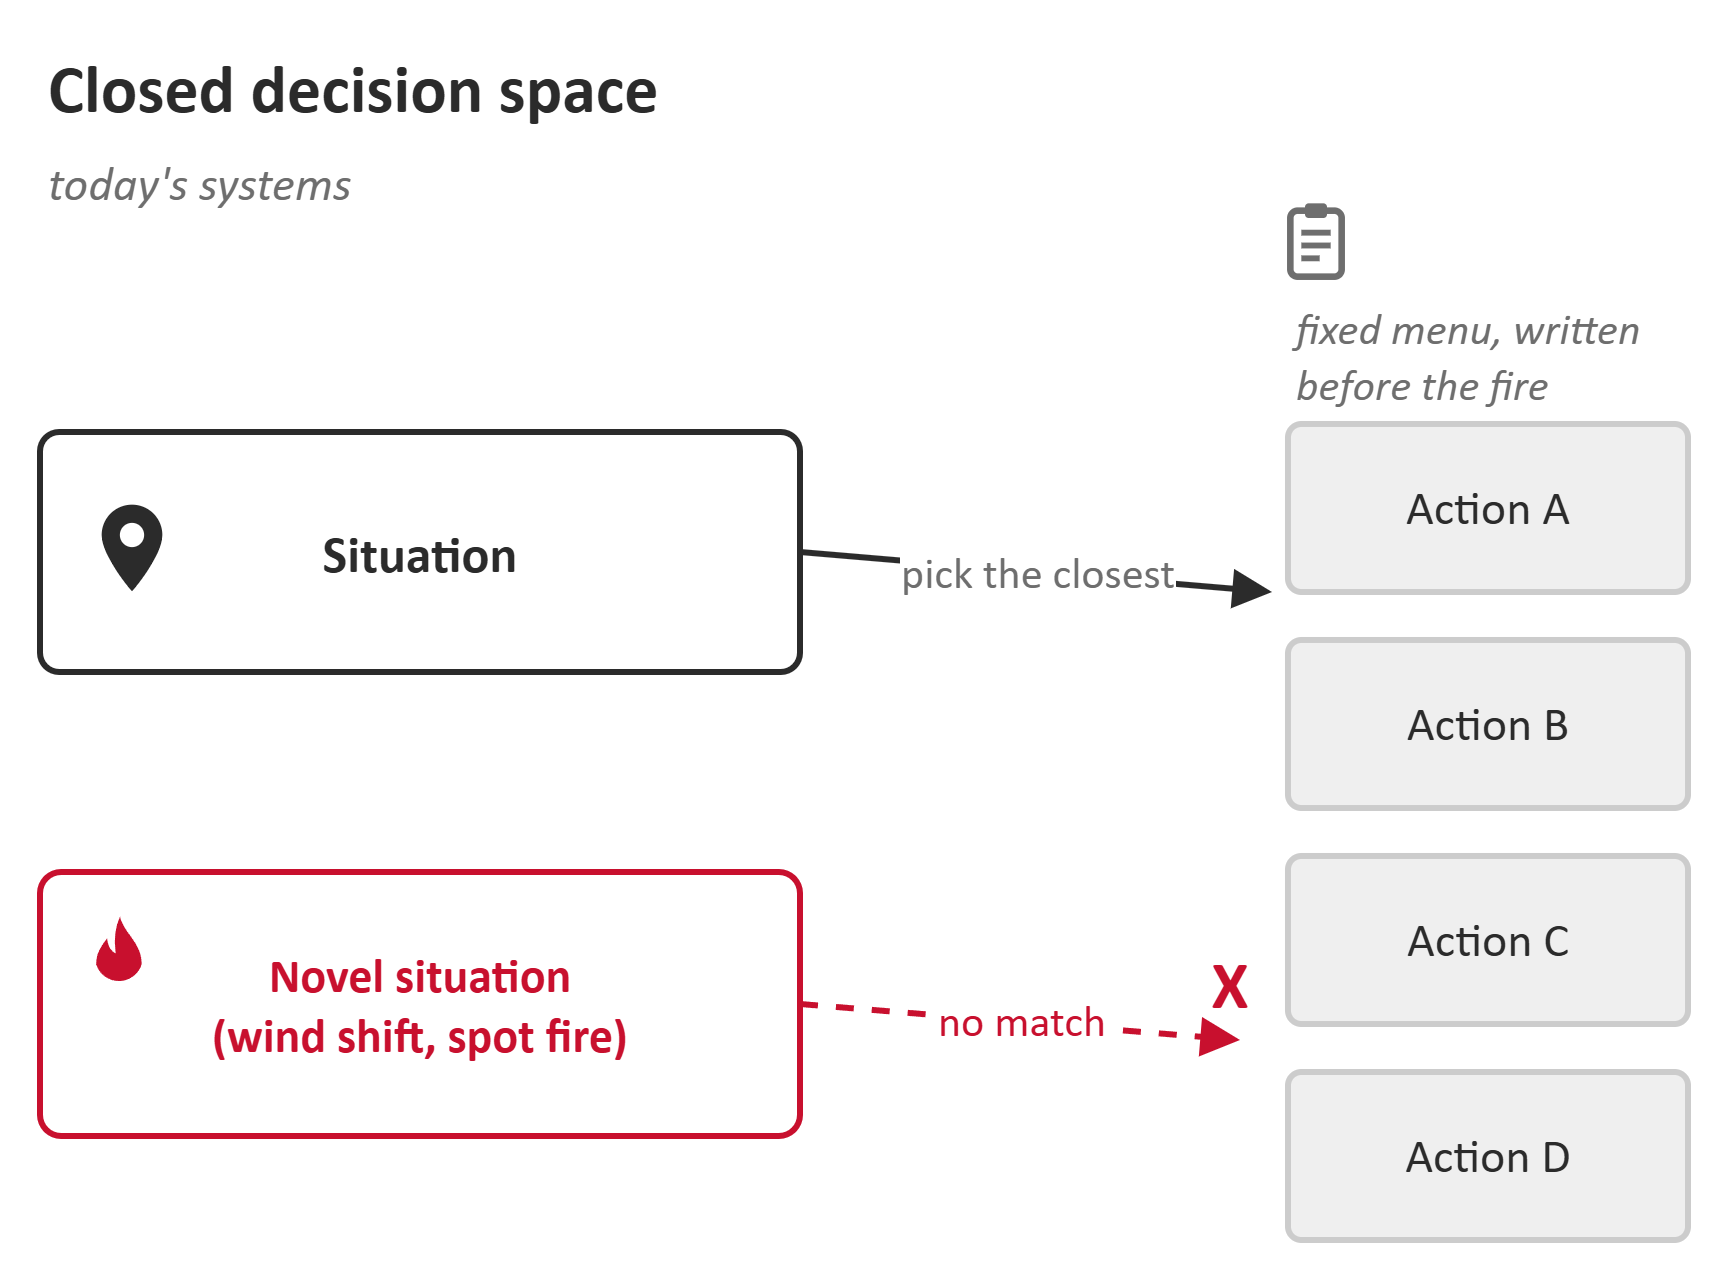 Closed decision space
today's systems
fixed menu, written
before the fire
Action A
Situation
pick the closest
Action B
Action C
Novel situation
(wind shift, spot fire)
X
no match
Action D